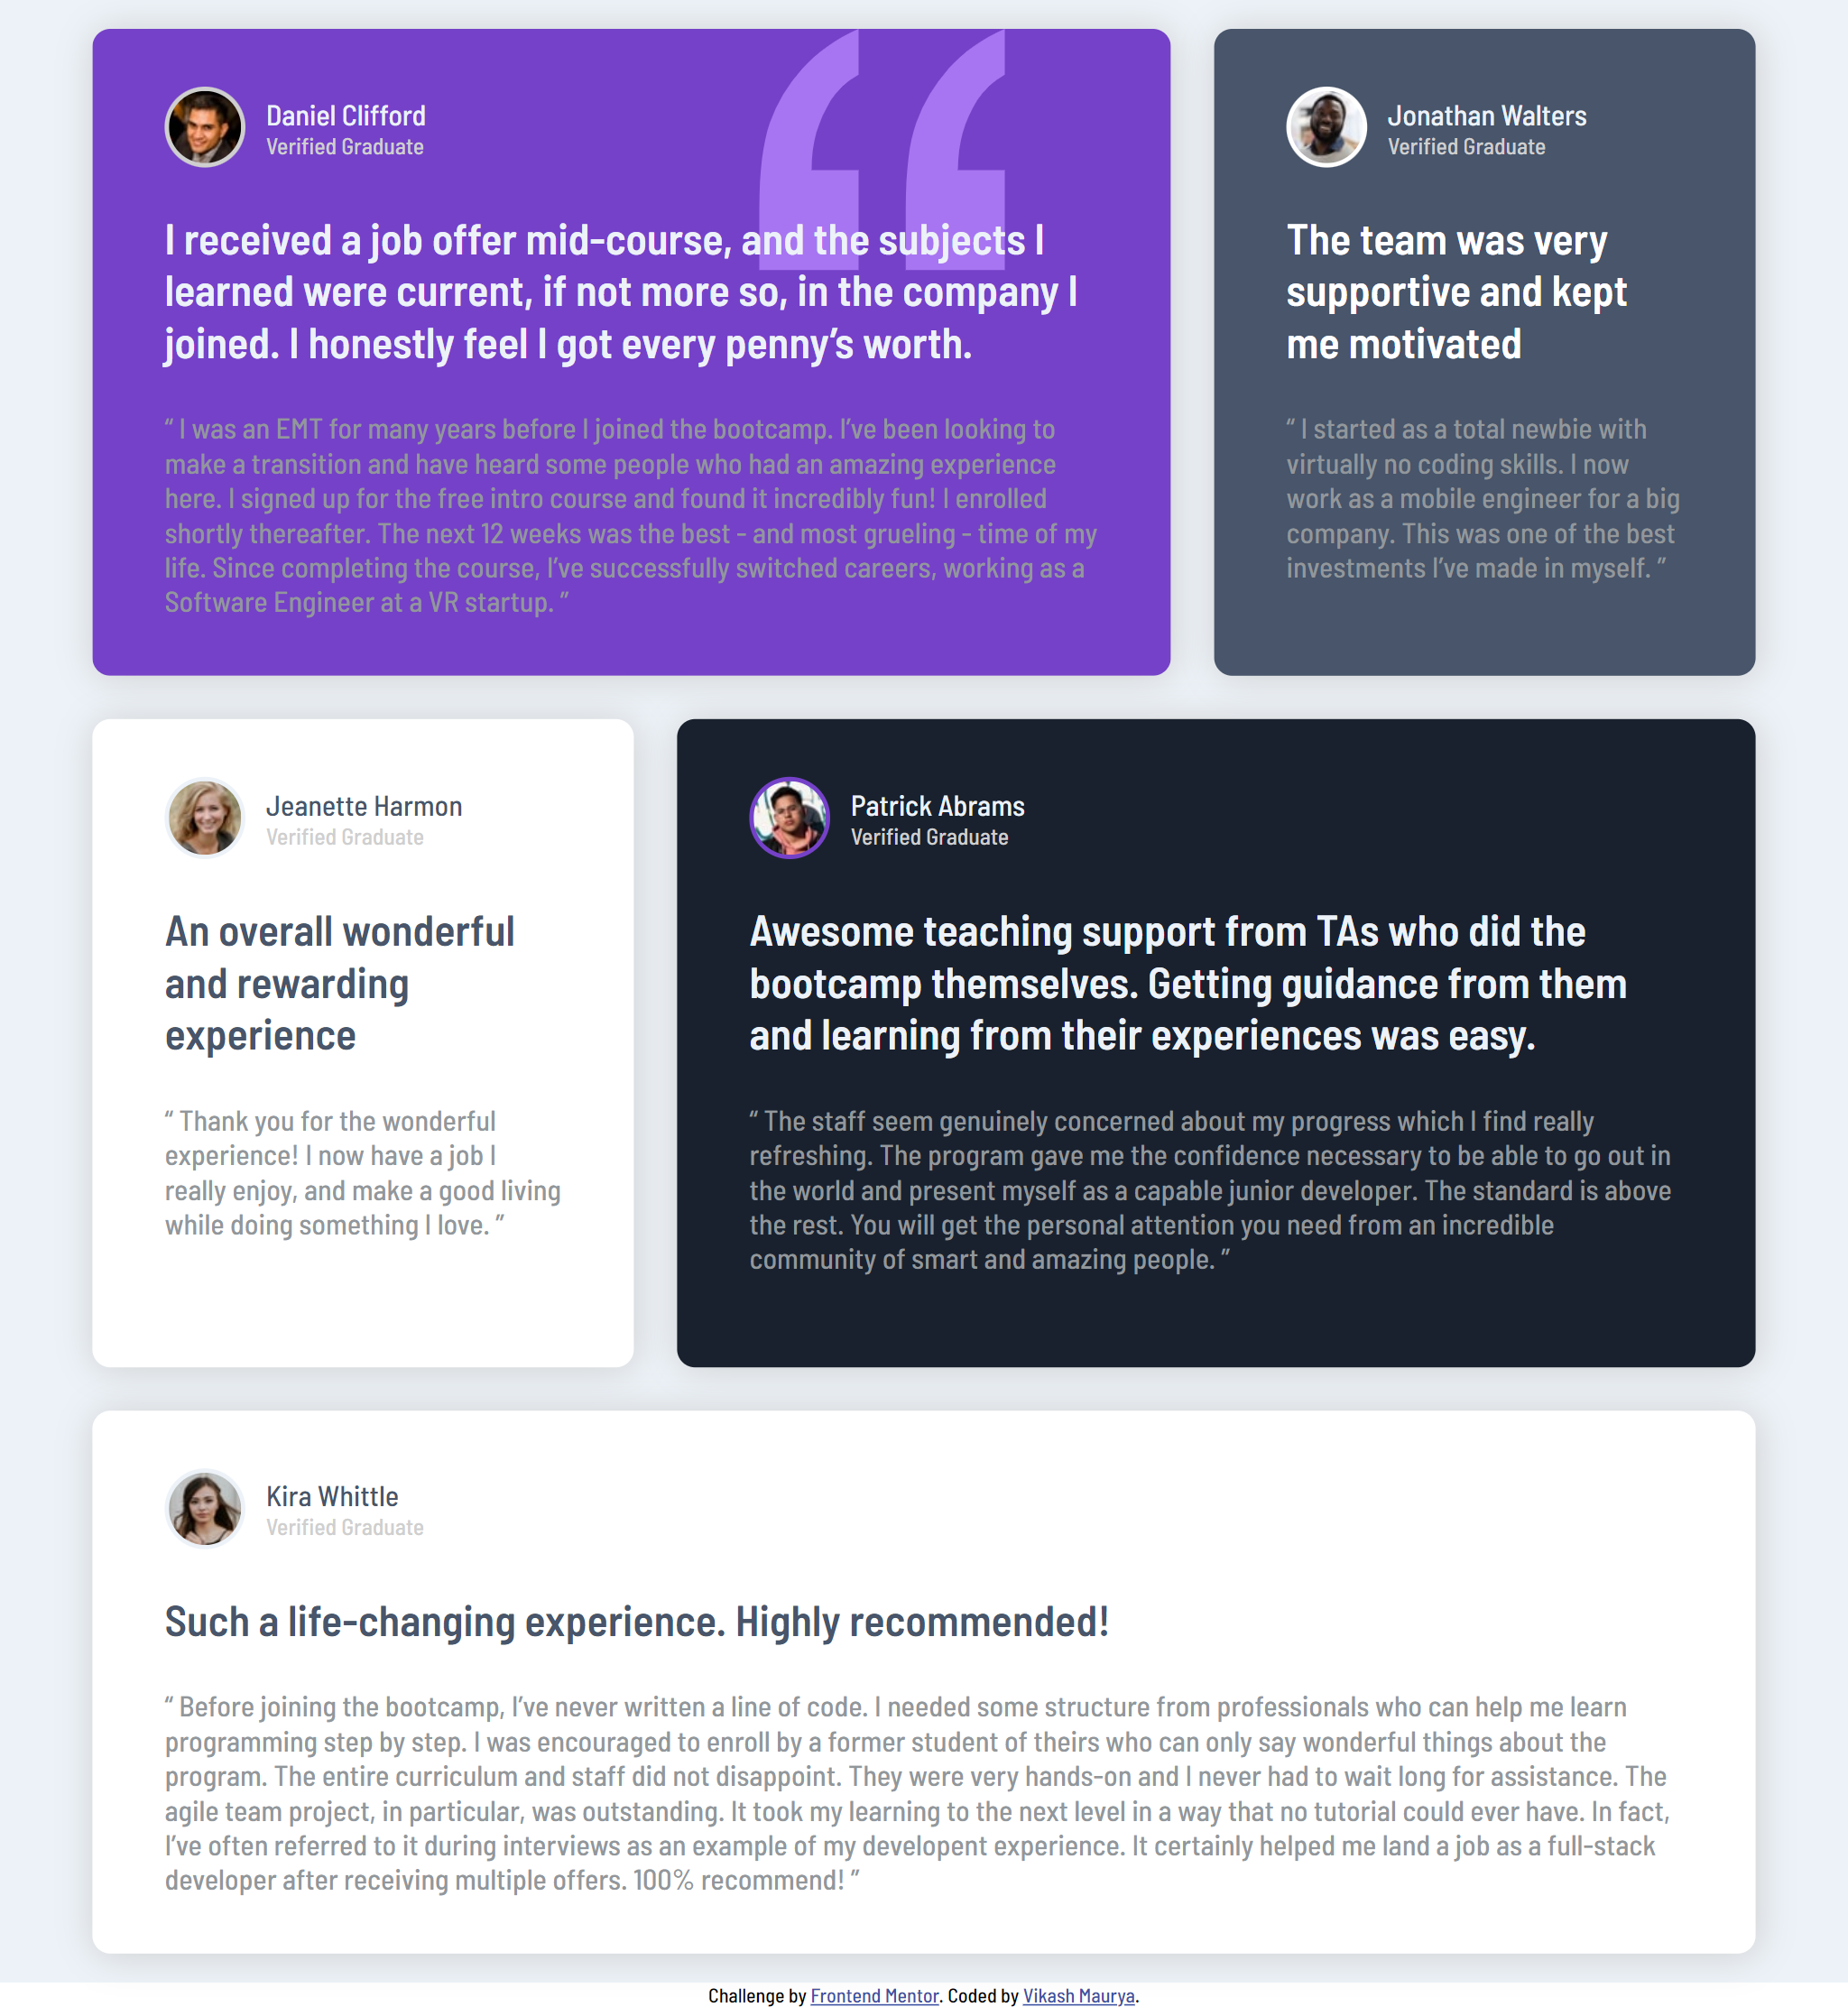 Daniel Clifford
Verified Graduate
I received a job offer mid-course, and the subjects I
learned were current, if not more so, in the company I
joined. I honestly feel I got every penny’s worth.
“ I was an EMT for many years before I joined the bootcamp. I’ve been looking to
make a transition and have heard some people who had an amazing experience
here. I signed up for the free intro course and found it incredibly fun! I enrolled
shortly thereafter. The next 12 weeks was the best - and most grueling - time of my
life. Since completing the course, I’ve successfully switched careers, working as a
Software Engineer at a VR startup. ”
Jonathan Walters
Verified Graduate
The team was very
supportive and kept
me motivated
“ I started as a total newbie with
virtually no coding skills. I now
work as a mobile engineer for a big
company. This was one of the best
investments I’ve made in myself. ”
Jeanette Harmon
Verified Graduate
An overall wonderful
and rewarding
experience
“ Thank you for the wonderful
experience! I now have a job I
really enjoy, and make a good living
while doing something I love. ”
Patrick Abrams
Verified Graduate
Awesome teaching support from TAs who did the
bootcamp themselves. Getting guidance from them
and learning from their experiences was easy.
“ The staff seem genuinely concerned about my progress which I find really
refreshing. The program gave me the confidence necessary to be able to go out in
the world and present myself as a capable junior developer. The standard is above
the rest. You will get the personal attention you need from an incredible
community of smart and amazing people. ”
Kira Whittle
Verified Graduate
Such a life-changing experience. Highly recommended!
“ Before joining the bootcamp, I’ve never written a line of code. I needed some structure from professionals who can help me learn
programming step by step. I was encouraged to enroll by a former student of theirs who can only say wonderful things about the
program. The entire curriculum and staff did not disappoint. They were very hands-on and I never had to wait long for assistance. The
agile team project, in particular, was outstanding. It took my learning to the next level in a way that no tutorial could ever have. In fact,
I’ve often referred to it during interviews as an example of my developent experience. It certainly helped me land a job as a full-stack
developer after receiving multiple offers. 100% recommend! ”
Challenge by Frontend Mentor. Coded by Vikash Maurya.